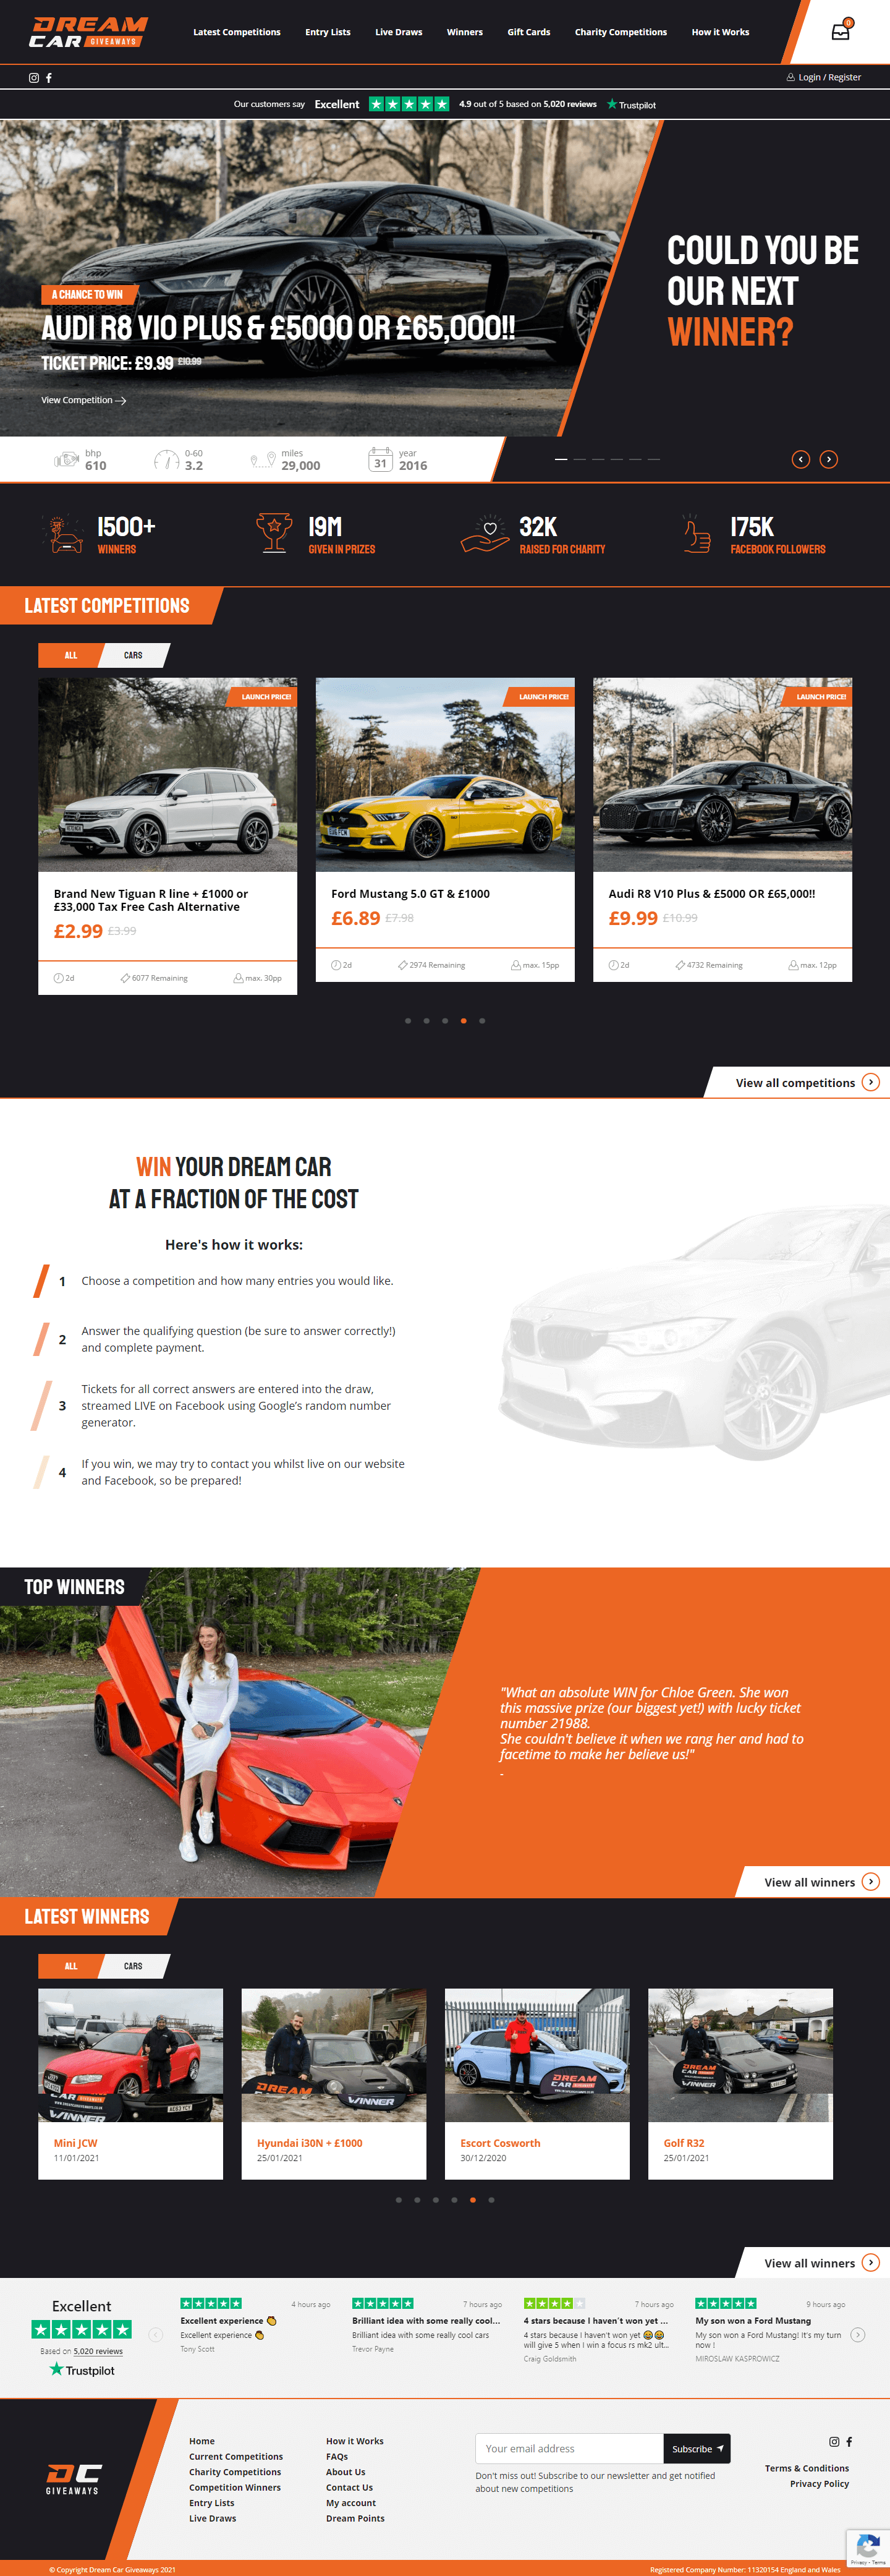 DREAM
CAR GIVEAWAYS
Latest Competitions Entry Lists Live Draws Winners Gift Cards Charity Competitions How it Works
0
Login / Register
Our customers say Excellent 4.9 out of 5 based on 5,020 reviews Trustpilot
A CHANCE TO WIN
AUDI R8 V10 PLUS & £5000 OR £65,000!!
TICKET PRICE: £9.99 £10.99
View Competition
COULD YOU BE
OUR NEXT
WINNER?
bhp
610
0-60
3.2
miles
29,000
31
year
2016
1500+
WINNERS
19M
GIVEN IN PRIZES
32K
RAISED FOR CHARITY
175K
FACEBOOK FOLLOWERS
LATEST COMPETITIONS
ALL CARS
LAUNCH PRICE!
Brand New Tiguan R line + £1000 or
£33,000 Tax Free Cash Alternative
£2.99 £3.99
2d 6077 Remaining max. 30pp
LAUNCH PRICE!
Ford Mustang 5.0 GT & £1000
£6.89 £7.98
2d 2974 Remaining max. 15pp
LAUNCH PRICE!
Audi R8 V10 Plus & £5000 OR £65,000!!
£9.99 £10.99
2d 4732 Remaining max. 12pp
View all competitions
WIN YOUR DREAM CAR
AT A FRACTION OF THE COST
Here's how it works:
1 Choose a competition and how many entries you would like.
2 Answer the qualifying question (be sure to answer correctly!)
and complete payment.
3 Tickets for all correct answers are entered into the draw,
streamed LIVE on Facebook using Google’s random number
generator.
4 If you win, we may try to contact you whilst live on our website
and Facebook, so be prepared!
TOP WINNERS
"What an absolute WIN for Chloe Green. She won
this massive prize (our biggest yet!) with lucky ticket
number 21988.
She couldn't believe it when we rang her and had to
facetime to make her believe us!"
-
View all winners
LATEST WINNERS
ALL CARS
CAR GIVEAWAYS
WINNER
Mini JCW
11/01/2021
DREAM
WINNER
Hyundai i30N + £1000
25/01/2021
DREAM
CAR GIVEAWAYS
WINNER
Escort Cosworth
30/12/2020
DREAM
CAR
WINNER
Golf R32
25/01/2021
View all winners
Excellent
Based on 5,020 reviews
Trustpilot
4 hours ago
Excellent experience 👏
Excellent experience 👏
Tony Scott
7 hours ago
Brilliant idea with some really cool...
Brilliant idea with some really cool cars
Trevor Payne
7 hours ago
4 stars because I haven't won yet ...
4 stars because I haven't won yet 😂😂
will give 5 when I win a focus rs mk2 ult...
Craig Goldsmith
9 hours ago
My son won a Ford Mustang
My son won a Ford Mustang! It's my turn
now !
MIROSLAW KASPROWICZ
DC
GIVEAWAYS
Home
Current Competitions
Charity Competitions
Competition Winners
Entry Lists
Live Draws
How it Works
FAQs
About Us
Contact Us
My account
Dream Points
Your email address Subscribe
Don't miss out! Subscribe to our newsletter and get notified
about new competitions
Terms & Conditions
Privacy Policy
Privacy - Terms
© Copyright Dream Car Giveaways 2021
Registered Company Number: 11320154 England and Wales